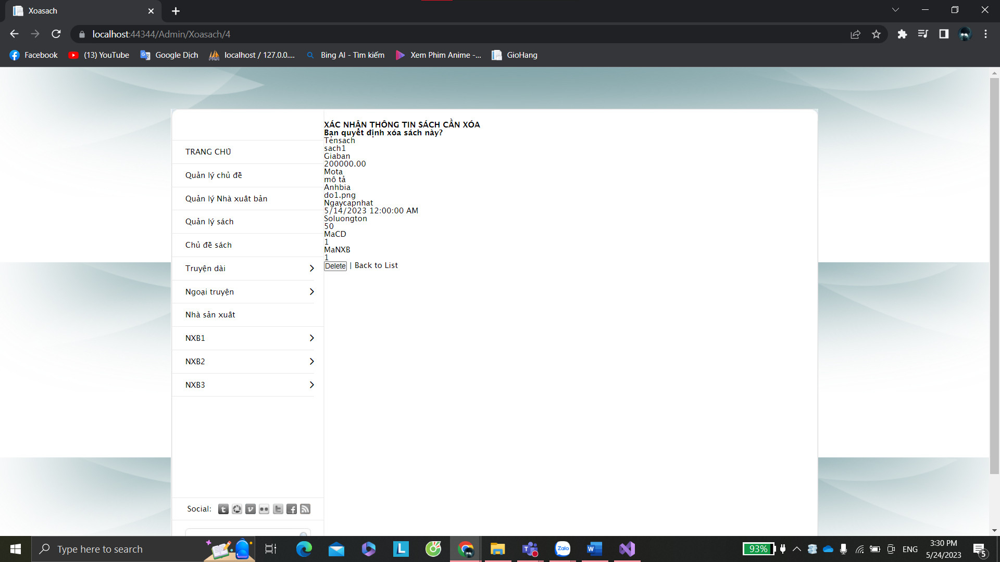 Xoasach
localhost:44344/Admin/Xoasach/4
Facebook
(13) YouTube
Google Dịch
localhost / 127.0.0....
Bing AI - Tìm kiếm
Xem Phim Anime -...
GioHang
TRANG CHỦ
Quản lý chủ đề
Quản lý Nhà xuất bản
Quản lý sách
Chủ đề sách
Truyện dài
Ngoại truyện
Nhà sản xuất
NXB1
NXB2
NXB3
Social:
XÁC NHẬN THÔNG TIN SÁCH CẦN XÓA
Bạn quyết định xóa sách này?
Tensach
sach1
Giaban
200000.00
Mota
mô tả
Anhbia
do1.png
Ngaycapnhat
5/14/2023 12:00:00 AM
Soluongton
50
MaCD
1
MaNXB
1
Delete | Back to List
Type here to search
Zalo
93%
ENG
3:30 PM
5/24/2023
5